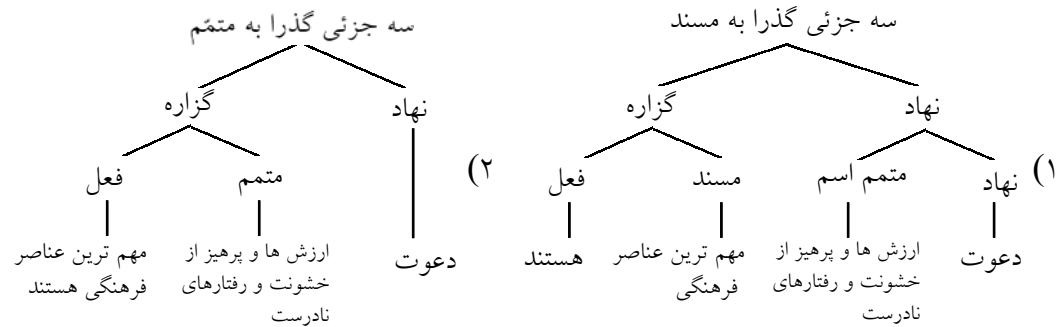 سه جزئی گذرا به مسند
نهاد
گزاره
۱)
نهاد
متمم اسم
مسند
فعل
دعوت
ارزش ها و پرهیز از
خشونت و رفتارهای
نادرست
مهم ترین عناصر
فرهنگی
هستند
سه جزئی گذرا به متمّم
نهاد
گزاره
۲)
متمم
فعل
دعوت
ارزش ها و پرهیز از
خشونت و رفتارهای
نادرست
مهم ترین عناصر
فرهنگی هستند